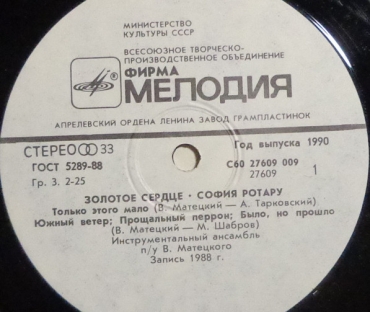 МИНИСТЕРСТВО
КУЛЬТУРЫ СССР
ВСЕСОЮЗНОЕ ТВОРЧЕСКО-
ПРОИЗВОДСТВЕННОЕ ОБЪЕДИНЕНИЕ
ФИРМА
МЕЛОДИЯ
АПРЕЛЕВСКИЙ ОРДЕНА ЛЕНИНА ЗАВОД ГРАМПЛАСТИНОК
СТЕРЕО 33
Год выпуска 1990
ГОСТ 5289-88
С60 27609 009
Гр. 3. 2-25
27609
1
ЗОЛОТОЕ СЕРДЦЕ · СОФИЯ РОТАРУ
Только этого мало (В. Матецкий — А. Тарковский)
Южный ветер; Прощальный перрон; Было, но прошло
(В. Матецкий — М. Шабров)
Инструментальный ансамбль
п/у В. Матецкого
Запись 1988 г.